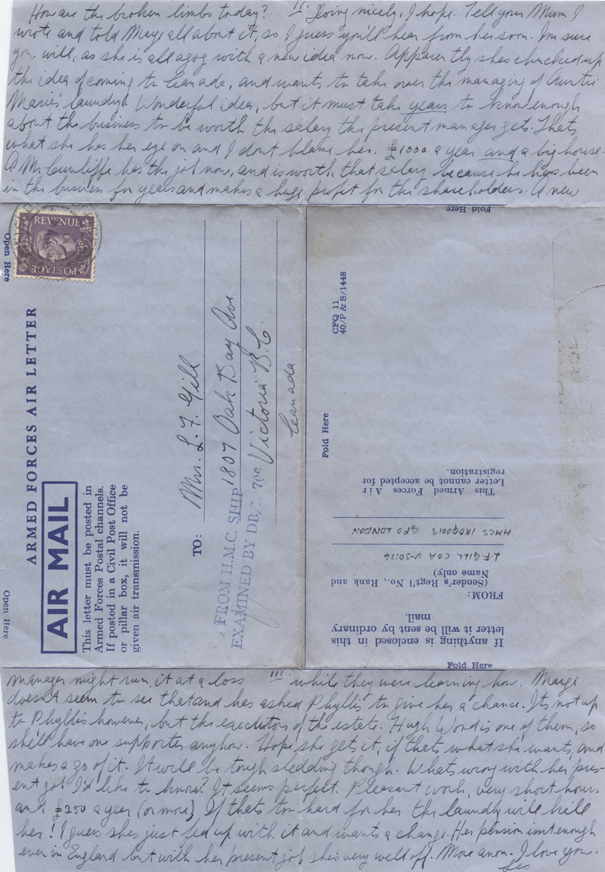 How are the broken limbs today? II Doing nicely, I hope. Tell your Mum I
wrote and told Marge all about it, so I guess you'll hear from her soon. I'm sure
you will, as she is all agog with a new idea now. Apparently she's chucked up
the idea of coming to Canada, and wants to take over the managing of Auntie
Marie's laundry. Wonderful idea, but it must take years to know enough
about the business to be worth the salary the present manager gets. That's
what she has her eye on and I don't blame her. £1000 a year and a big house.
A Mr. Cunliffe has the job now, and is worth that salary because he has been
in the business for years and makes a huge profit for the shareholders. A new
Open Here
REVENUE
POSTAGE
ARMED FORCES AIR LETTER
AIR MAIL
This letter must be posted in
Armed Forces Postal channels.
If posted in a Civil Post Office
or pillar box, it will not be
given air transmission.
Open Here
TO:
Mrs. L. F. Gill
1807 Oak Bay Ave
Victoria B.C.
Canada
FROM H.M.C. SHIP
EXAMINED BY DB/C. 70
Fold Here
CFQ 11
40/P & S/1448
Fold Here
This Armed Forces Air
Letter cannot be accepted for
registration.
HMCS IROQUOIS GPO LONDON
L F GILL COA V-30116
(Sender's Regt'l No., Rank and
Name only)
FROM:
If anything is enclosed in this
letter it will be sent by ordinary
mail.
Fold Here
manager might run it at a loss III while they were learning how. Marge
doesn't seem to see that and has asked Phyllis to give her a chance. It's not up
to Phyllis however, but the executors of the estate. Hugh Wood is one of them, so
she'll have one supporter anyhow. Hope she gets it, if that's what she wants, and
makes a go of it. It will be tough sledding though. What's wrong with her pres-
ent job I'd like to know? It seems perfect. Pleasant work, very short hours
and £250 a year (or more). If that's too hard for her the laundry will kill
her! I guess she's just fed up with it and wants a change. Her pension isn't enough
even in England but with her present job she's very well off. More anon. I love you.
Les